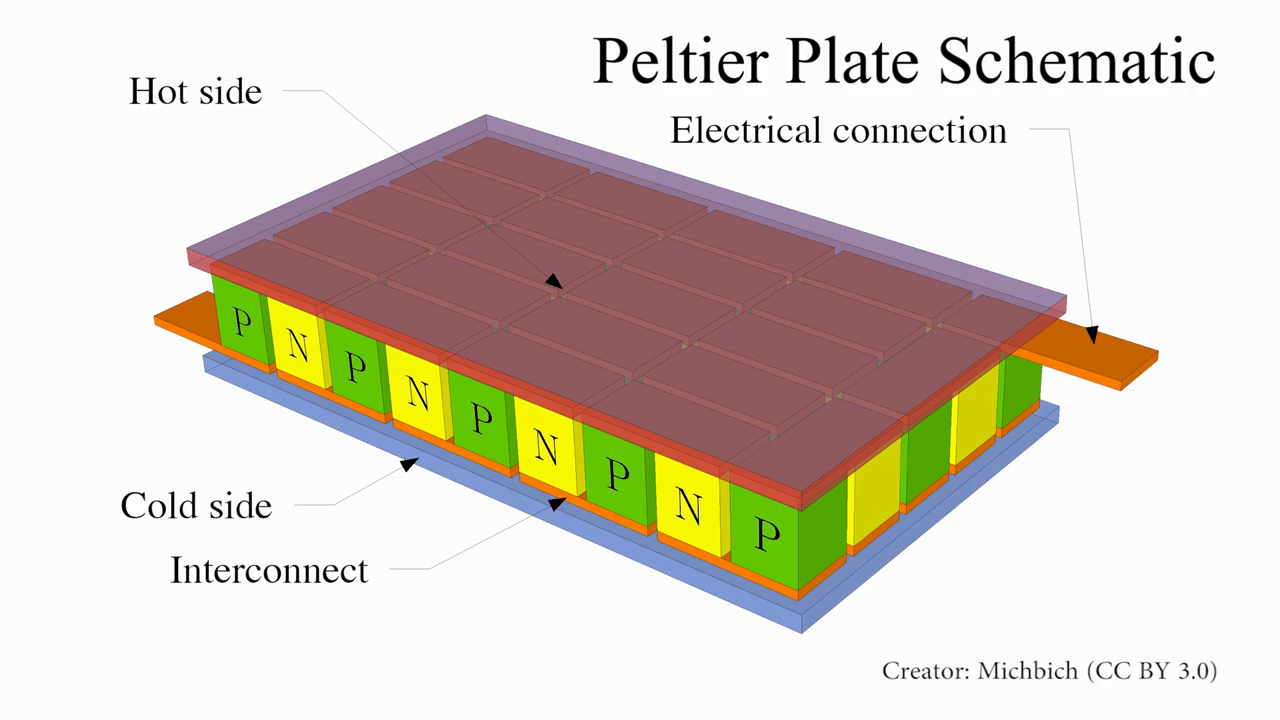 Peltier Plate Schematic
Hot side
Electrical connection
P
N
P
N
P
N
P
N
P
Cold side
Interconnect
Creator: Michbich (CC BY 3.0)